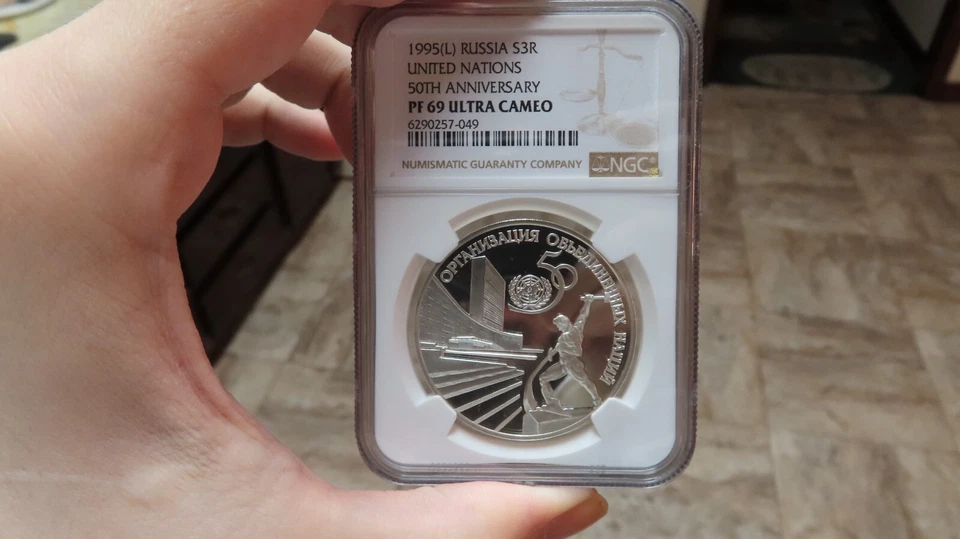 1995(L) RUSSIA S3R
UNITED NATIONS
50TH ANNIVERSARY
PF 69 ULTRA CAMEO
6290257-049
NUMISMATIC GUARANTY COMPANY
NGC
ОРГАНИЗАЦИЯ ОБЪЕДИНЕННЫХ НАЦИЙ
50